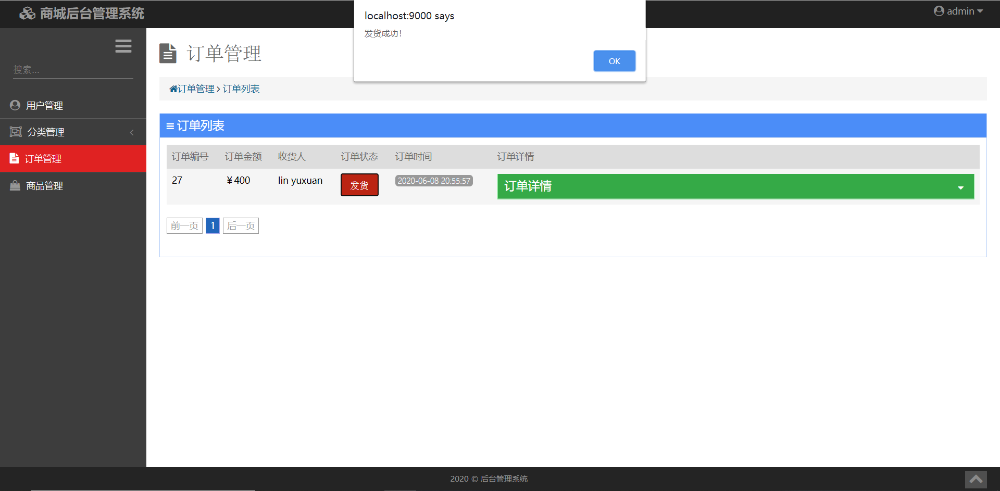 商城后台管理系统
localhost:9000 says
发货成功!
OK
admin
搜索...
用户管理
分类管理
订单管理
商品管理
订单管理
订单管理 > 订单列表
订单列表
订单编号 订单金额 收货人 订单状态 订单时间 订单详情
27 ¥400 lin yuxuan 发货 2020-06-08 20:55:57 订单详情
前一页 1 后一页
2020 © 后台管理系统